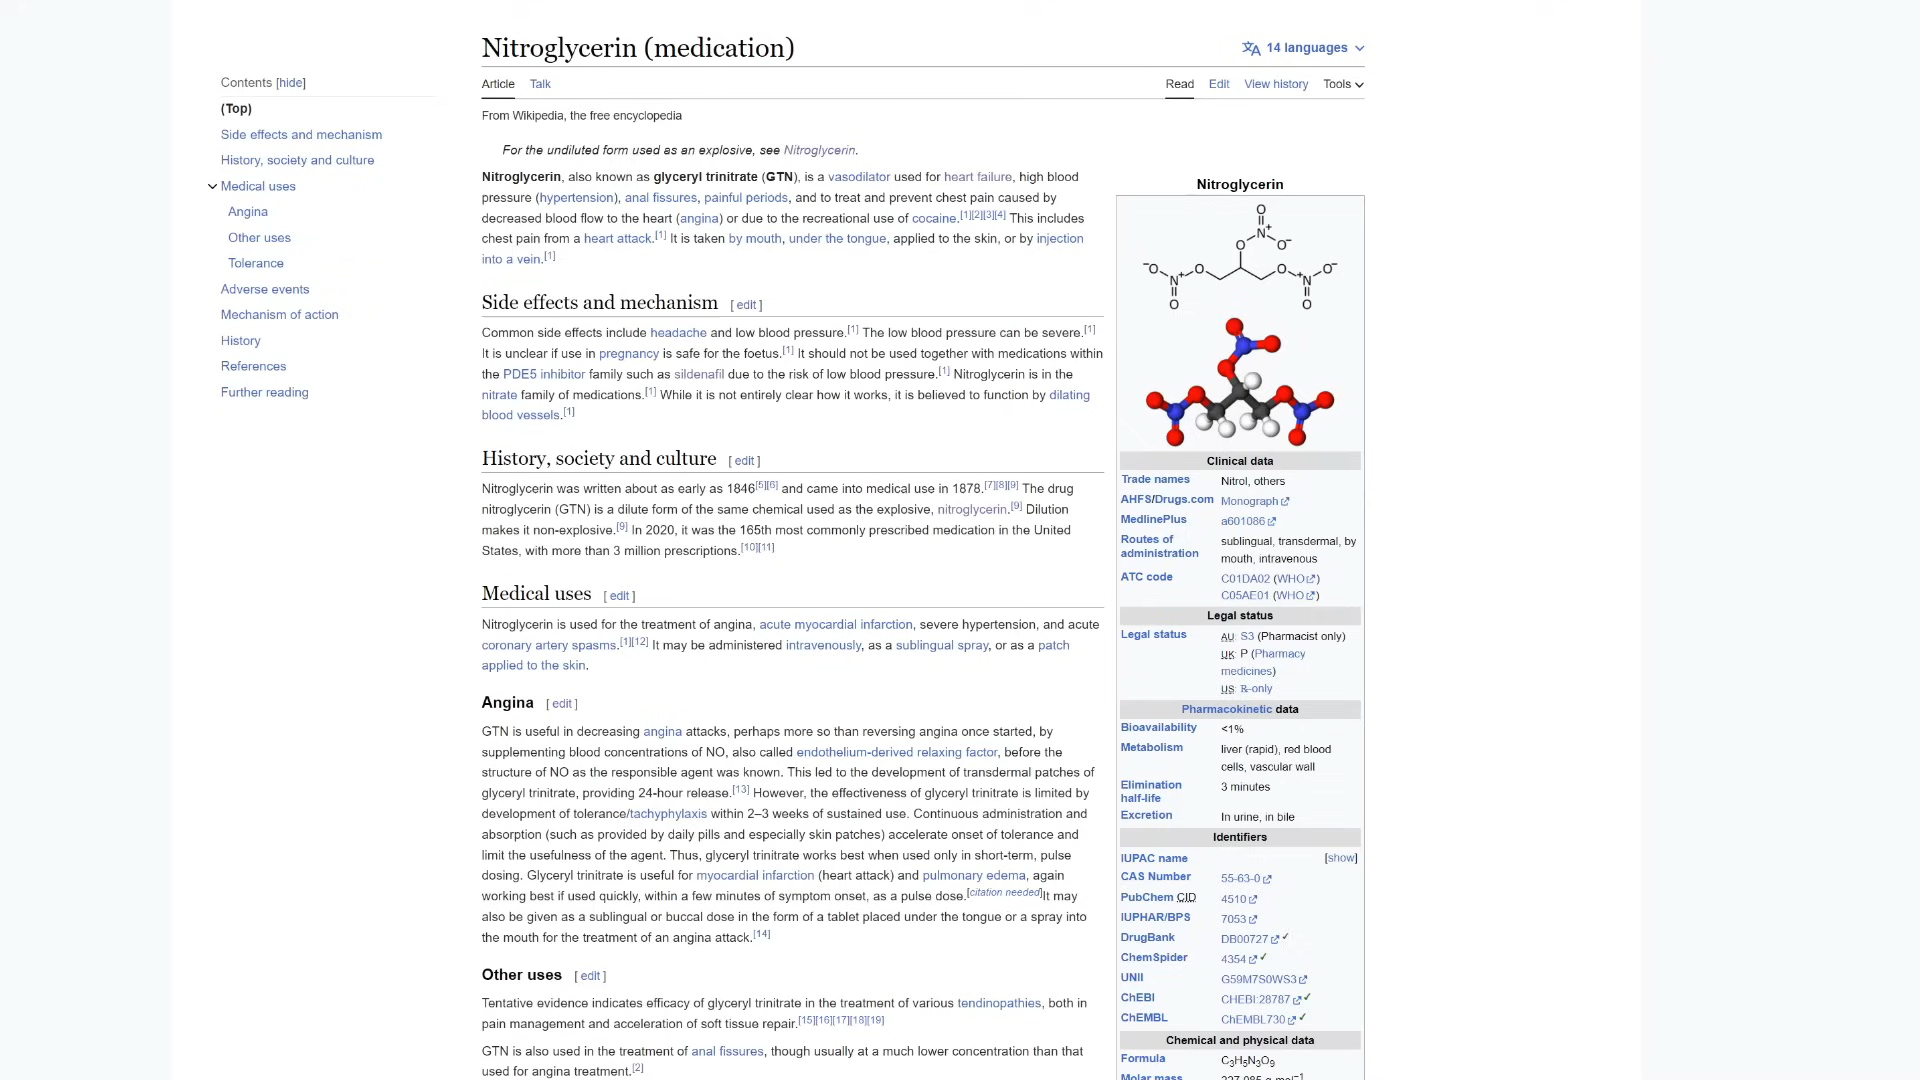 Nitroglycerin (medication)
14 languages
Contents [hide]
(Top)
Side effects and mechanism
History, society and culture
Medical uses
Angina
Other uses
Tolerance
Adverse events
Mechanism of action
History
References
Further reading
Article Talk
Read Edit View history Tools
From Wikipedia, the free encyclopedia
For the undiluted form used as an explosive, see Nitroglycerin.
Nitroglycerin, also known as glyceryl trinitrate (GTN), is a vasodilator used for heart failure, high blood
pressure (hypertension), anal fissures, painful periods, and to treat and prevent chest pain caused by
decreased blood flow to the heart (angina) or due to the recreational use of cocaine.[1][2][3][4] This includes
chest pain from a heart attack.[1] It is taken by mouth, under the tongue, applied to the skin, or by injection
into a vein.[1]
Side effects and mechanism [ edit ]
Common side effects include headache and low blood pressure.[1] The low blood pressure can be severe.[1]
It is unclear if use in pregnancy is safe for the foetus.[1] It should not be used together with medications within
the PDE5 inhibitor family such as sildenafil due to the risk of low blood pressure.[1] Nitroglycerin is in the
nitrate family of medications.[1] While it is not entirely clear how it works, it is believed to function by dilating
blood vessels.[1]
History, society and culture [ edit ]
Nitroglycerin was written about as early as 1846[5][6] and came into medical use in 1878.[7][8][9] The drug
nitroglycerin (GTN) is a dilute form of the same chemical used as the explosive, nitroglycerin.[9] Dilution
makes it non-explosive.[9] In 2020, it was the 165th most commonly prescribed medication in the United
States, with more than 3 million prescriptions.[10][11]
Medical uses [ edit ]
Nitroglycerin is used for the treatment of angina, acute myocardial infarction, severe hypertension, and acute
coronary artery spasms.[1][12] It may be administered intravenously, as a sublingual spray, or as a patch
applied to the skin.
Angina [ edit ]
GTN is useful in decreasing angina attacks, perhaps more so than reversing angina once started, by
supplementing blood concentrations of NO, also called endothelium-derived relaxing factor, before the
structure of NO as the responsible agent was known. This led to the development of transdermal patches of
glyceryl trinitrate, providing 24-hour release.[13] However, the effectiveness of glyceryl trinitrate is limited by
development of tolerance/tachyphylaxis within 2–3 weeks of sustained use. Continuous administration and
absorption (such as provided by daily pills and especially skin patches) accelerate onset of tolerance and
limit the usefulness of the agent. Thus, glyceryl trinitrate works best when used only in short-term, pulse
dosing. Glyceryl trinitrate is useful for myocardial infarction (heart attack) and pulmonary edema, again
working best if used quickly, within a few minutes of symptom onset, as a pulse dose.[citation needed]It may
also be given as a sublingual or buccal dose in the form of a tablet placed under the tongue or a spray into
the mouth for the treatment of an angina attack.[14]
Other uses [ edit ]
Tentative evidence indicates efficacy of glyceryl trinitrate in the treatment of various tendinopathies, both in
pain management and acceleration of soft tissue repair.[15][16][17][18][19]
GTN is also used in the treatment of anal fissures, though usually at a much lower concentration than that
used for angina treatment.[2]
Nitroglycerin
O
N+
O O−
−O N+ O O N+ O−
O O
Clinical data
Trade names Nitrol, others
AHFS/Drugs.com Monograph
MedlinePlus a601086
Routes of sublingual, transdermal, by
administration mouth, intravenous
ATC code C01DA02 (WHO)
C05AE01 (WHO)
Legal status
Legal status AU: S3 (Pharmacist only)
UK: P (Pharmacy
medicines)
US: ℞-only
Pharmacokinetic data
Bioavailability <1%
Metabolism liver (rapid), red blood
cells, vascular wall
Elimination 3 minutes
half-life
Excretion In urine, in bile
Identifiers
IUPAC name [show]
CAS Number 55-63-0
PubChem CID 4510
IUPHAR/BPS 7053
DrugBank DB00727 ✓
ChemSpider 4354 ✓
UNII G59M7S0WS3
ChEBI CHEBI:28787 ✓
ChEMBL ChEMBL730 ✓
Chemical and physical data
Formula C3H5N3O9
Molar mass 227.085 g·mol−1